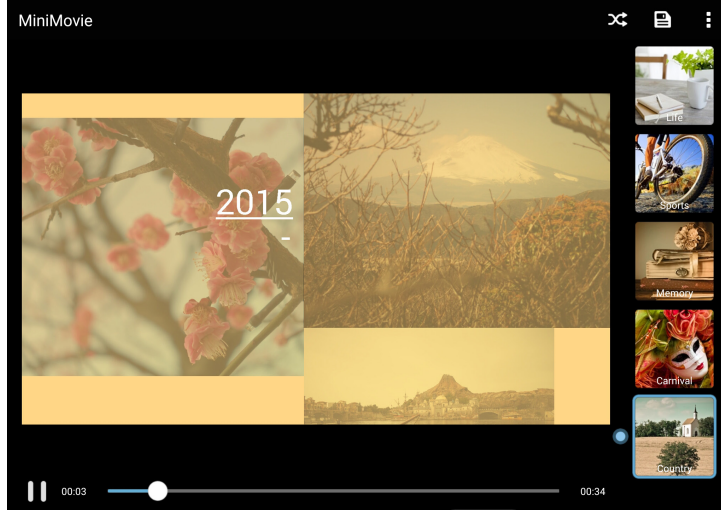 MiniMovie
Life
2015
-
Sports
Memory
Carnival
Country
00:03
00:34